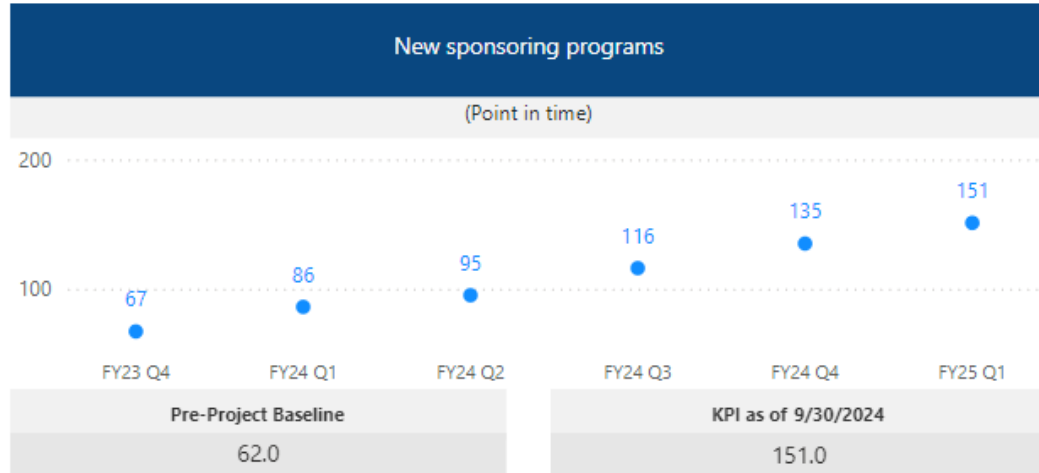 New sponsoring programs
(Point in time)
200
151
135
116
95
86
100
67
FY23 Q4 FY24 Q1 FY24 Q2 FY24 Q3 FY24 Q4 FY25 Q1
Pre-Project Baseline KPI as of 9/30/2024
62.0 151.0